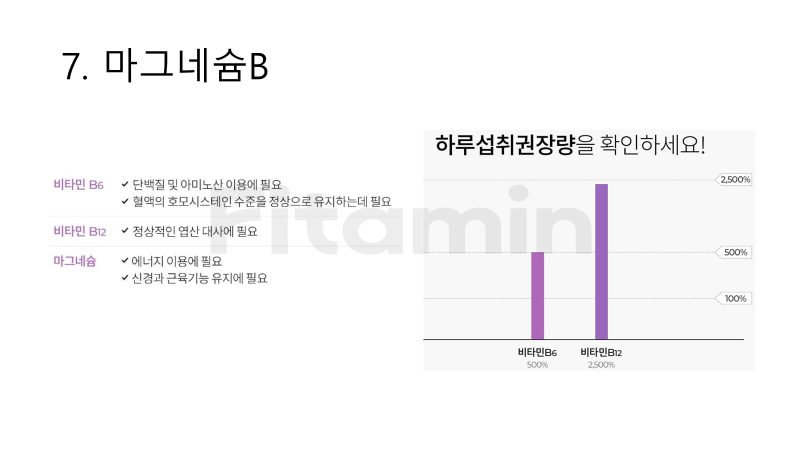 7. 마그네슘B
비타민 B6
✓ 단백질 및 아미노산 이용에 필요
✓ 혈액의 호모시스테인 수준을 정상으로 유지하는데 필요
비타민 B12
✓ 정상적인 엽산 대사에 필요
마그네슘
✓ 에너지 이용에 필요
✓ 신경과 근육기능 유지에 필요
하루섭취권장량을 확인하세요!
2,500%
500%
100%
비타민B6
500%
비타민B12
2,500%
ritamin